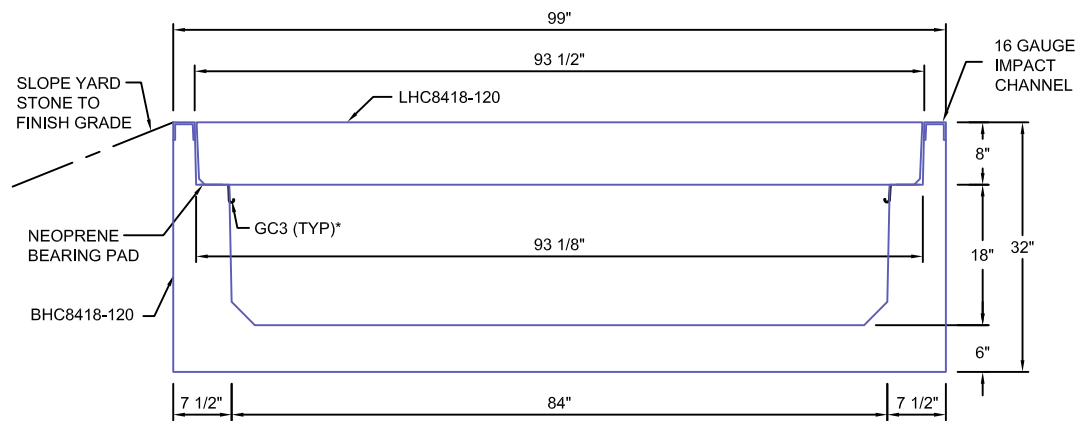 99"
93 1/2"
16 GAUGE
IMPACT
CHANNEL
SLOPE YARD
STONE TO
FINISH GRADE
LHC8418-120
8"
GC3 (TYP)*
NEOPRENE
BEARING PAD
93 1/8"
18"
32"
BHC8418-120
6"
7 1/2"
84"
7 1/2"